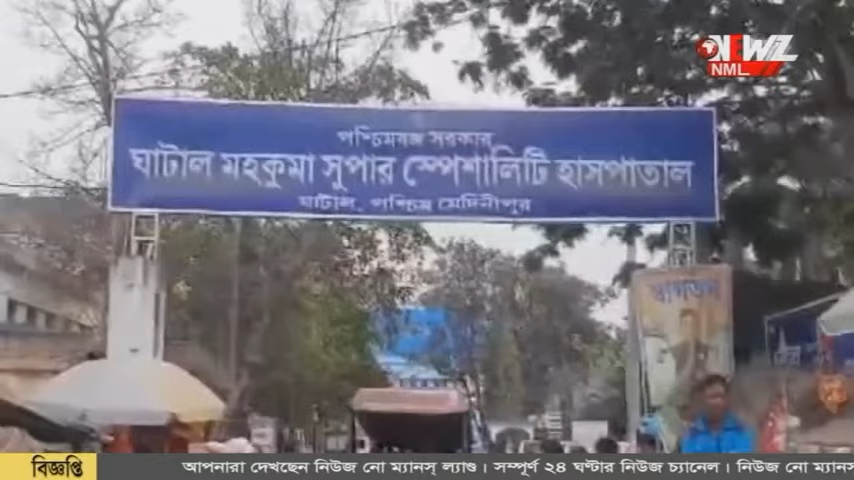 NEWZ
NML
পশ্চিমবঙ্গ সরকার
ঘাটাল মহকুমা সুপার স্পেশালিটি হাসপাতাল
ঘাটাল, পশ্চিম মেদিনীপুর
বিজ্ঞপ্তি
আপনারা দেখছেন নিউজ নো ম্যানস্ ল্যাণ্ড । সম্পূর্ণ ২৪ ঘণ্টার নিউজ চ্যানেল । নিউজ নো ম্যানস